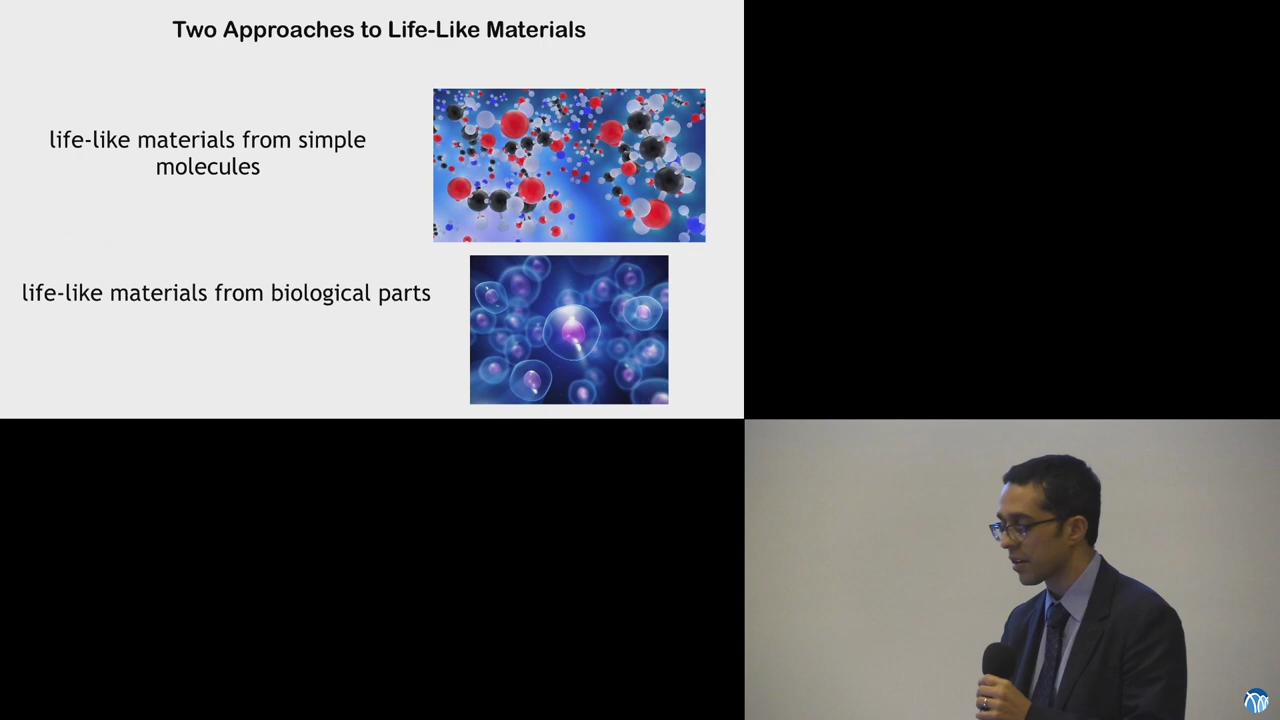 Two Approaches to Life-Like Materials
life-like materials from simple
molecules
life-like materials from biological parts